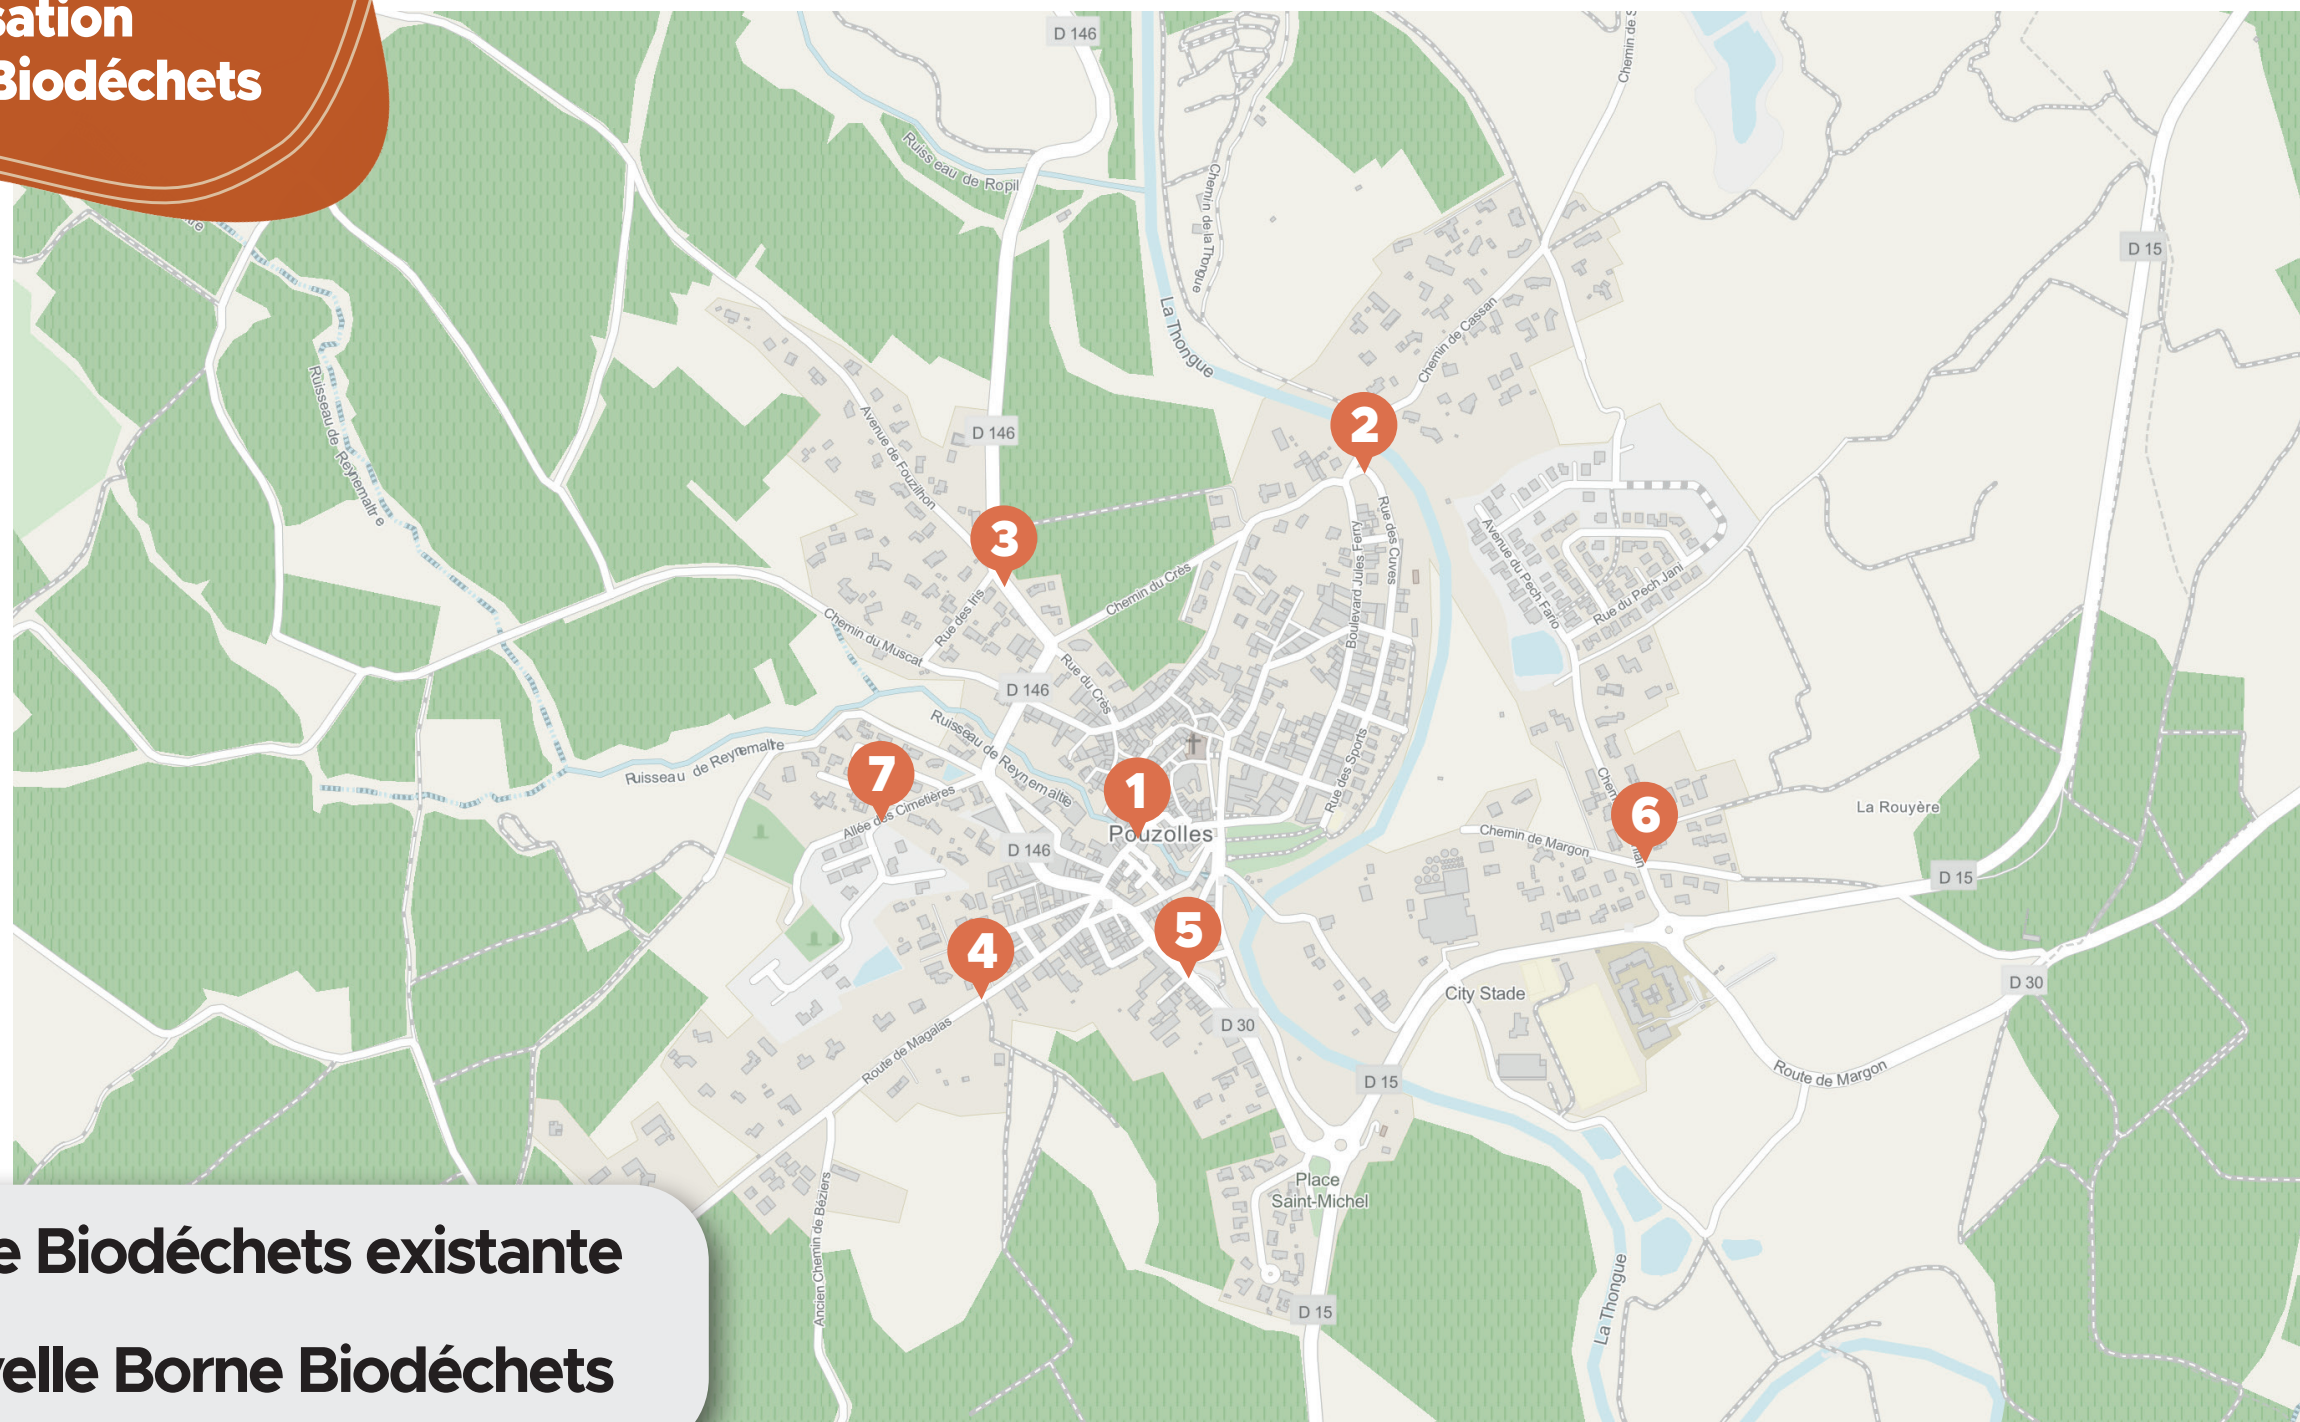 sation
Biodéchets
D 146
Chemin de S
Ruisseau de Ropil
Chemin de la Thongue
D 15
La Thongue
Chemin de Cassan
Ruisseau de Reynemaître
Avenue de Fouzilhon
D 146
2
3
Rue des Cuves
Boulevard Jules Ferry
Avenue du Pech Fario
Rue du Pech Jani
Chemin du Crès
Rue des Iris
Chemin du Muscat
Rue du Crès
D 146
Ruisseau de Reynemaître
Ruisseau de Reynemaître
Rue des Sports
7
1
6
Allée des Cimetières
Pouzolles
La Rouyère
Chemin de Margon
D 146
D 15
5
4
City Stade
D 30
D 30
Route de Magalas
Route de Margon
D 15
Place
Saint-Michel
Ancien Chemin de Béziers
La Thongue
D 15
e Biodéchets existante
velle Borne Biodéchets